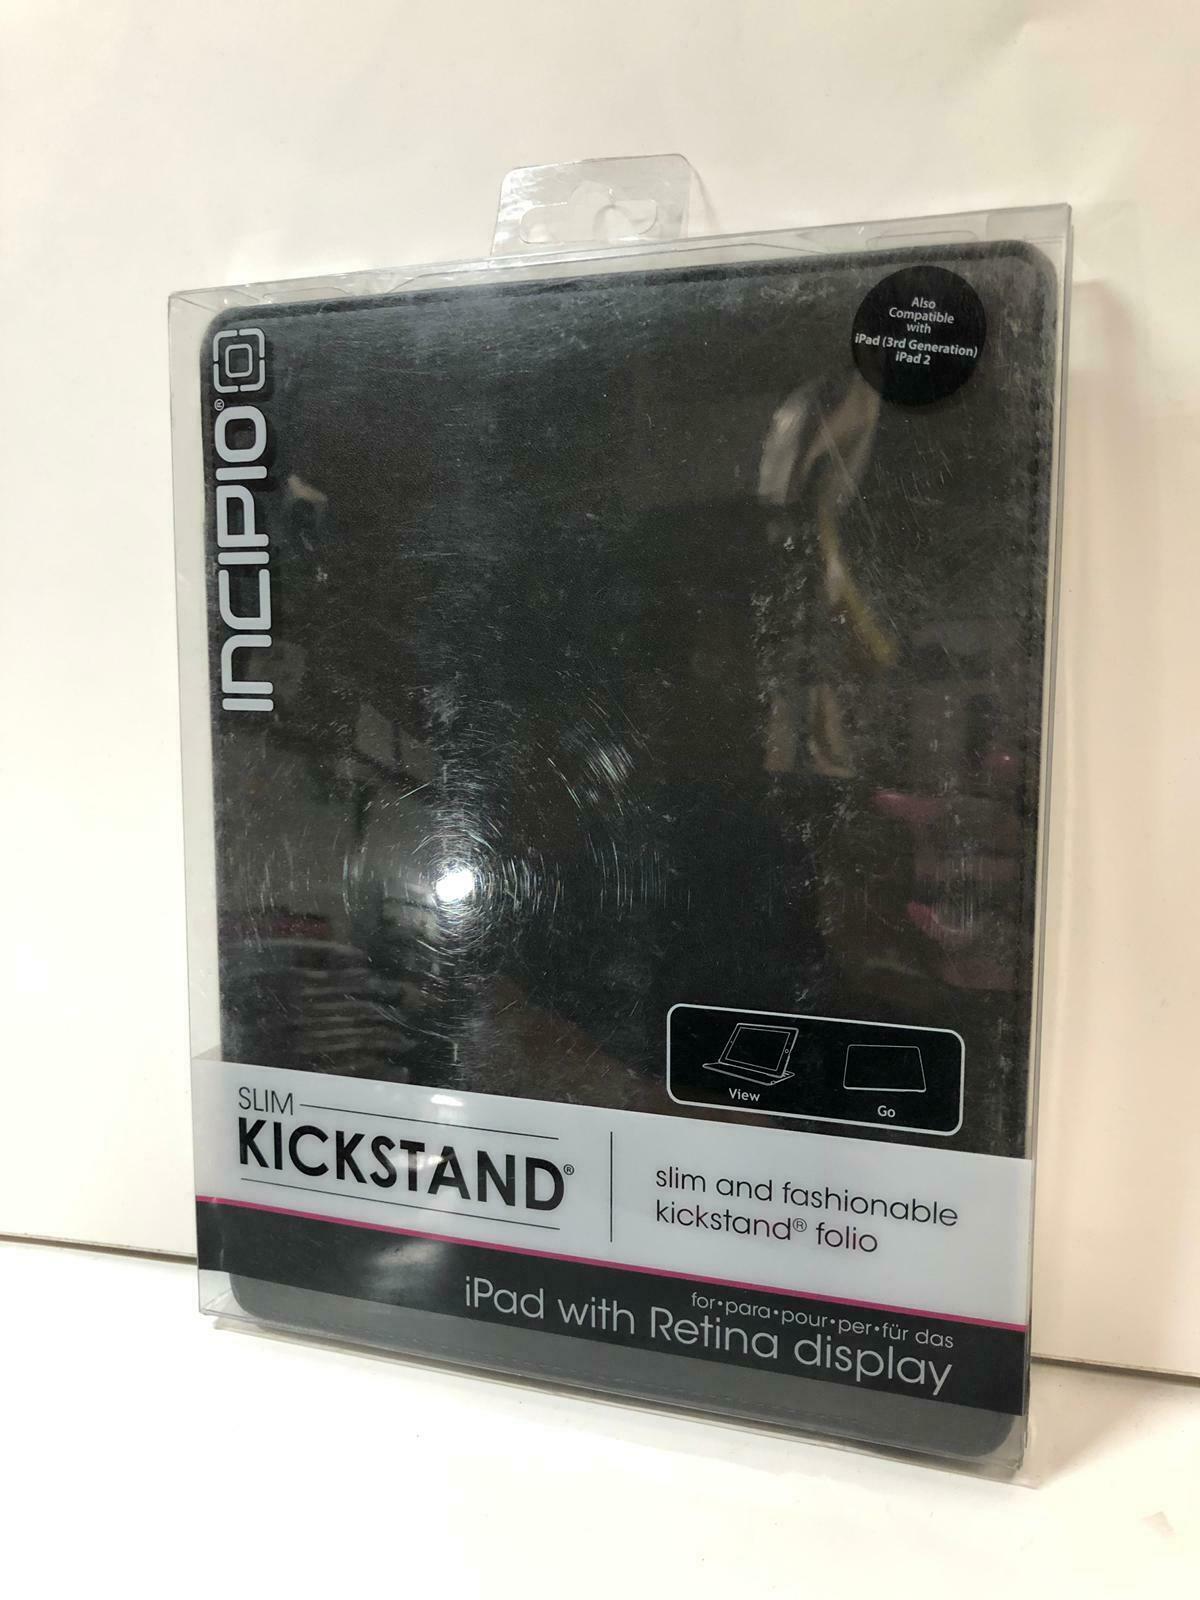 Also
Compatible
with
iPad (3rd Generation)
iPad 2
INCIPIO®
View
Go
SLIM
KICKSTAND®
slim and fashionable
kickstand® folio
for•para•pour•per•für das
iPad with Retina display